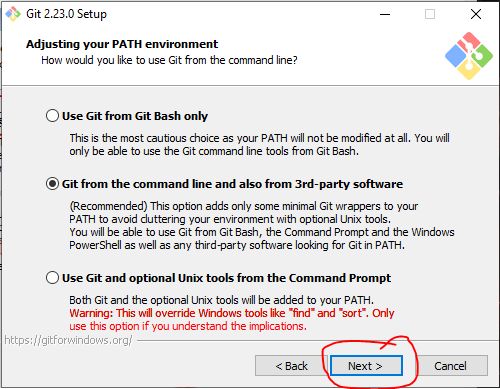 Git 2.23.0 Setup
Adjusting your PATH environment
How would you like to use Git from the command line?
Use Git from Git Bash only
This is the most cautious choice as your PATH will not be modified at all. You will
only be able to use the Git command line tools from Git Bash.
Git from the command line and also from 3rd-party software
(Recommended) This option adds only some minimal Git wrappers to your
PATH to avoid cluttering your environment with optional Unix tools.
You will be able to use Git from Git Bash, the Command Prompt and the Windows
PowerShell as well as any third-party software looking for Git in PATH.
Use Git and optional Unix tools from the Command Prompt
Both Git and the optional Unix tools will be added to your PATH.
Warning: This will override Windows tools like "find" and "sort". Only
use this option if you understand the implications.
https://gitforwindows.org/
< Back
Next >
Cancel